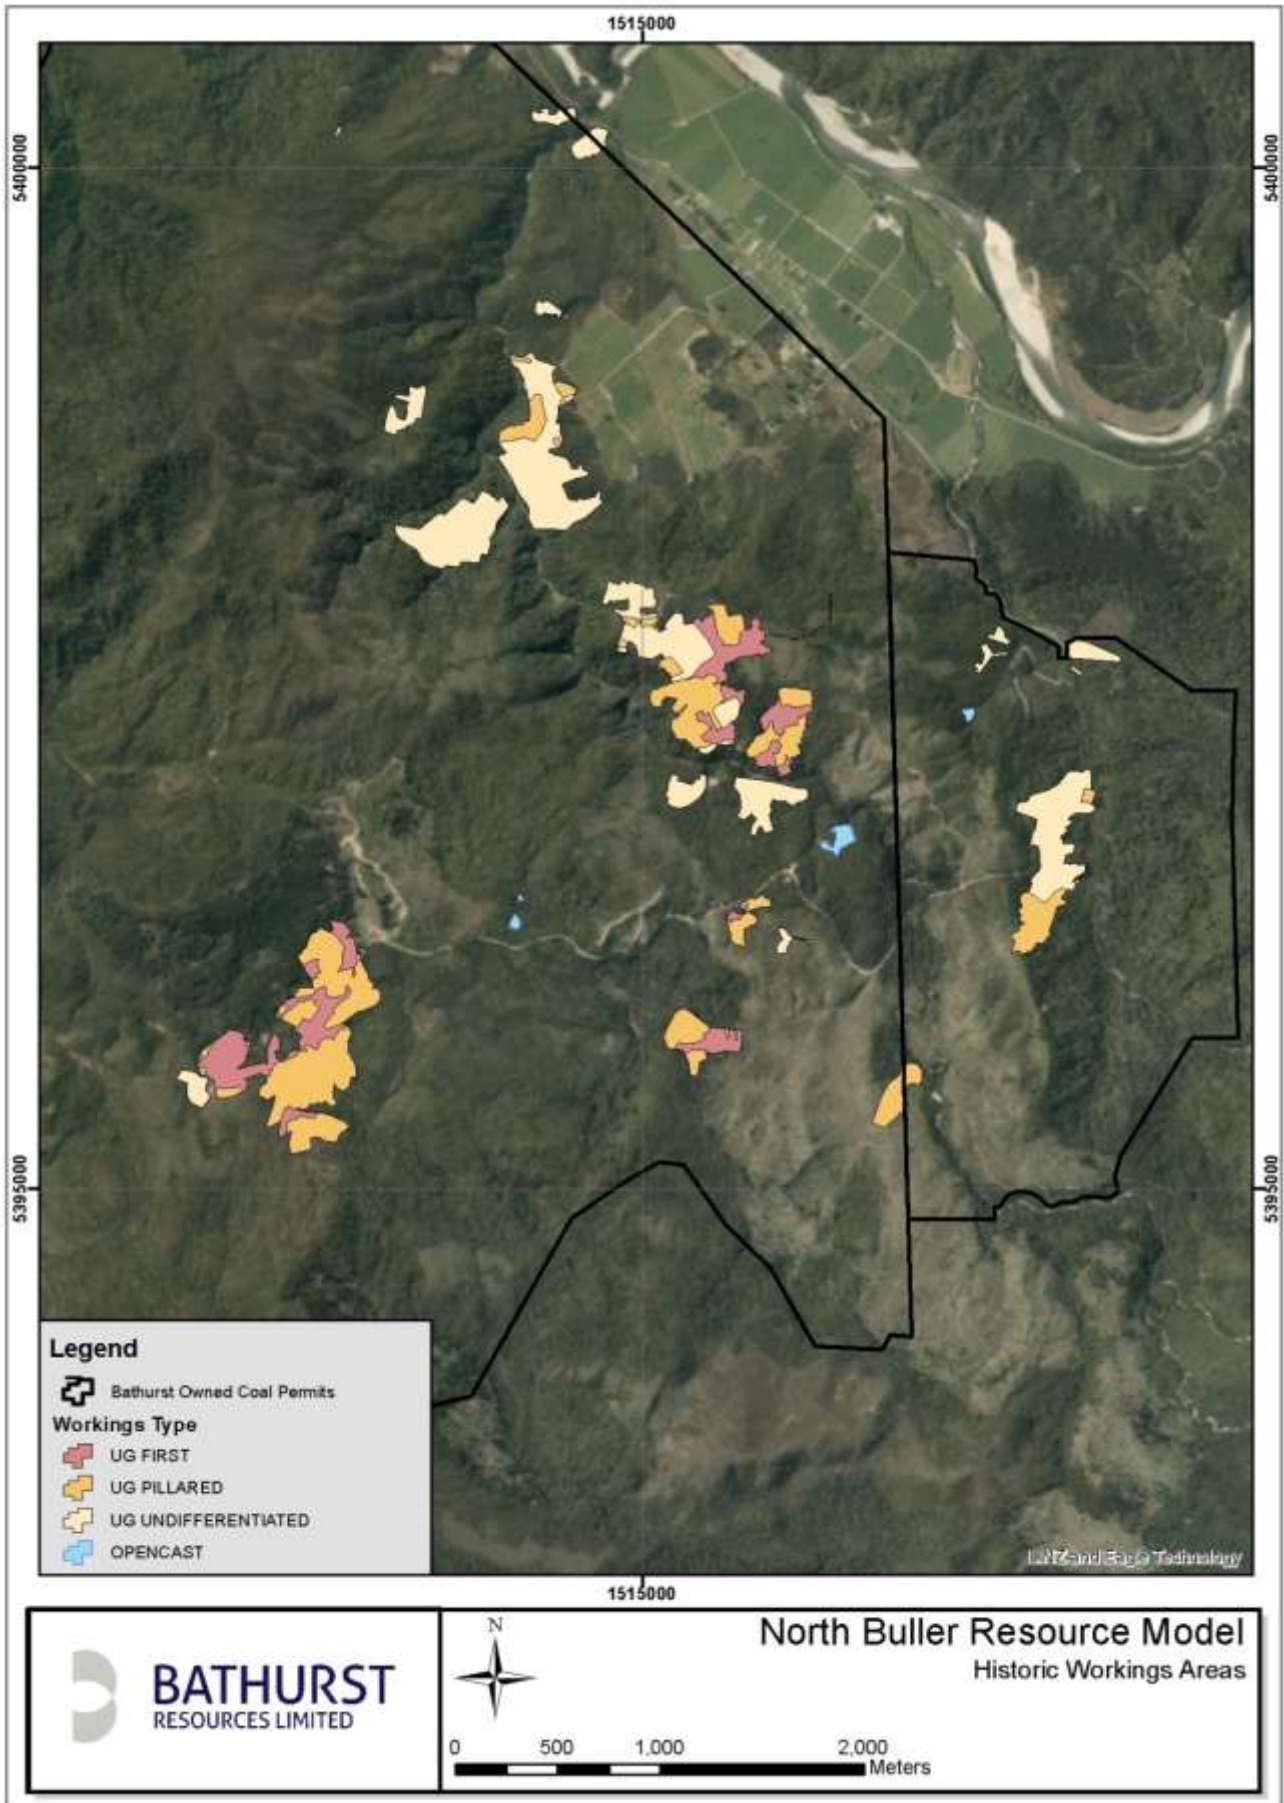 1515000
5400000
5400000
5395000
5395000
Legend
Bathurst Owned Coal Permits
Workings Type
UG FIRST
UG PILLARED
UG UNDIFFERENTIATED
OPENCAST
LINZ and Eagle Technology
1515000
BATHURST
RESOURCES LIMITED
N
North Buller Resource Model
Historic Workings Areas
0 500 1,000 2,000
Meters